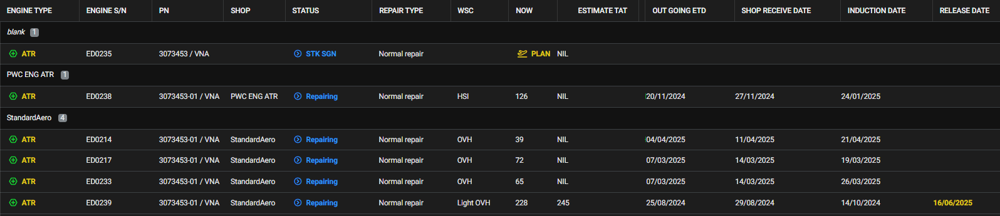 ENGINE TYPE ENGINE S/N PN SHOP STATUS REPAIR TYPE WSC NOW ESTIMATE TAT OUT GOING ETD SHOP RECEIVE DATE INDUCTION DATE RELEASE DATE
blank 1
ATR ED0235 3073453 / VNA STK SGN Normal repair PLAN NIL
PWC ENG ATR 1
ATR ED0238 3073453-01 / VNA PWC ENG ATR Repairing Normal repair HSI 126 NIL 20/11/2024 27/11/2024 24/01/2025
StandardAero 4
ATR ED0214 3073453-01 / VNA StandardAero Repairing Normal repair OVH 39 NIL 04/04/2025 11/04/2025 21/04/2025
ATR ED0217 3073453-01 / VNA StandardAero Repairing Normal repair OVH 72 NIL 07/03/2025 14/03/2025 19/03/2025
ATR ED0233 3073453-01 / VNA StandardAero Repairing Normal repair OVH 65 NIL 07/03/2025 14/03/2025 26/03/2025
ATR ED0239 3073453-01 / VNA StandardAero Repairing Normal repair Light OVH 228 245 25/08/2024 29/08/2024 14/10/2024 16/06/2025